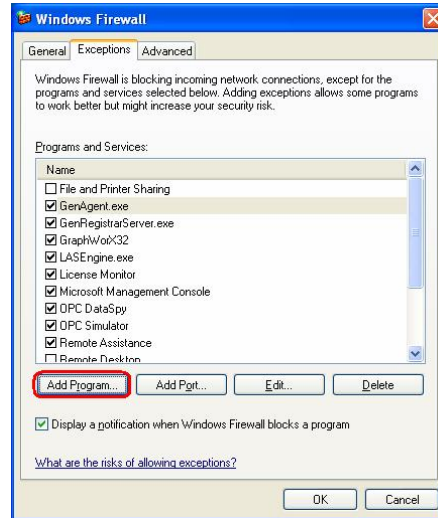 Windows Firewall
General Exceptions Advanced
Windows Firewall is blocking incoming network connections, except for the
programs and services selected below. Adding exceptions allows some programs
to work better but might increase your security risk.
Programs and Services:
Name
File and Printer Sharing
GenAgent.exe
GenRegistrarServer.exe
GraphWorX32
LASEngine.exe
License Monitor
Microsoft Management Console
OPC DataSpy
OPC Simulator
Remote Assistance
Remote Desktop
Add Program... Add Port... Edit... Delete
Display a notification when Windows Firewall blocks a program
What are the risks of allowing exceptions?
OK Cancel